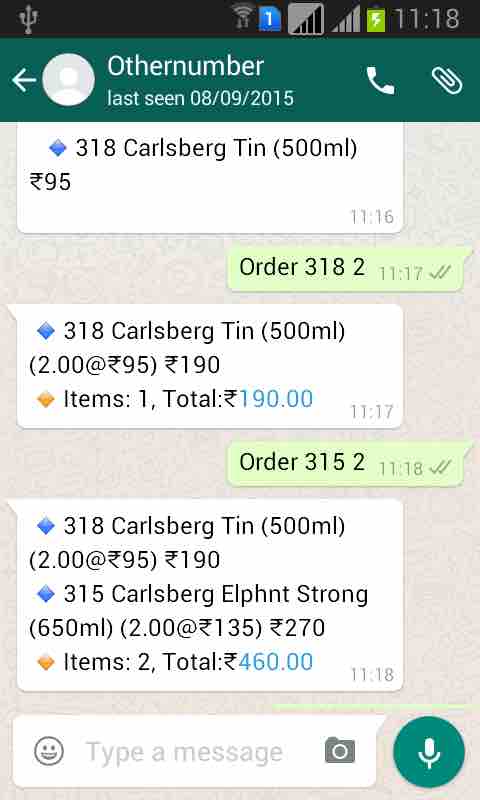 1 11:18
Othernumber
last seen 08/09/2015
318 Carlsberg Tin (500ml)
₹95
11:16
Order 318 2 11:17
318 Carlsberg Tin (500ml)
(2.00@₹95) ₹190
Items: 1, Total:₹190.00
11:17
Order 315 2 11:18
318 Carlsberg Tin (500ml)
(2.00@₹95) ₹190
315 Carlsberg Elphnt Strong
(650ml) (2.00@₹135) ₹270
Items: 2, Total:₹460.00
11:18
Type a message